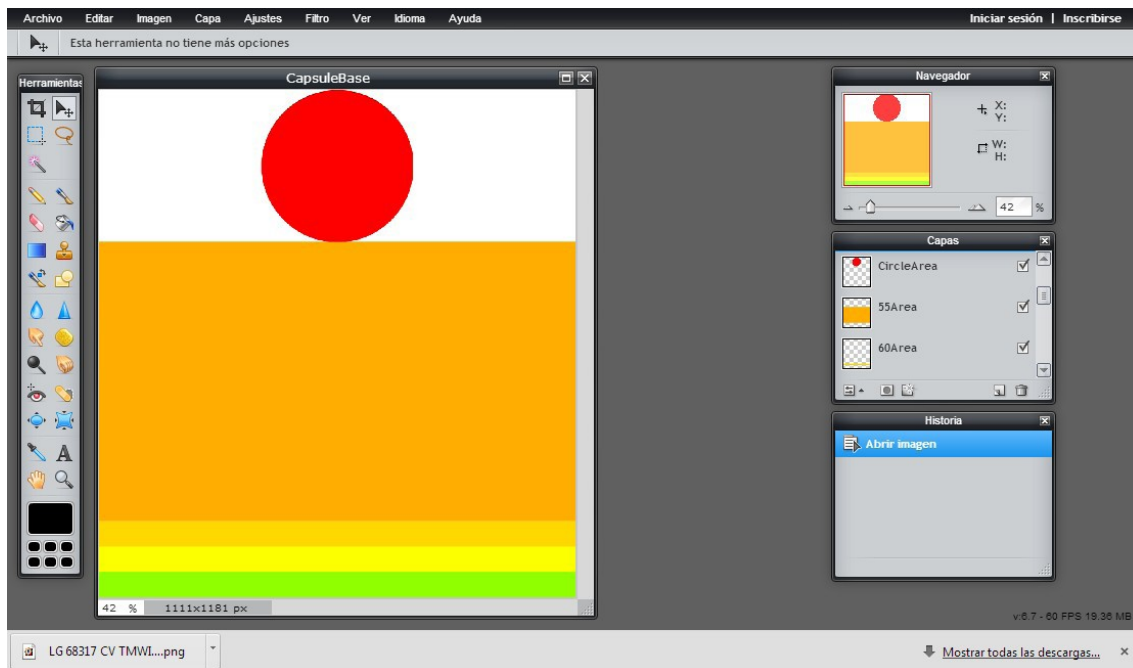 Archivo Editar Imagen Capa Ajustes Filtro Ver Idioma Ayuda Iniciar sesión | Inscribirse
Esta herramienta no tiene más opciones
Herramientas
CapsuleBase
42 % 1111x1181 px
Navegador
X:
Y:
W:
H:
42 %
Capas
CircleArea
55Area
60Area
Historia
Abrir imagen
v:6.7 - 60 FPS 19.36 MB
LG 68317 CV TMWI....png
Mostrar todas las descargas...